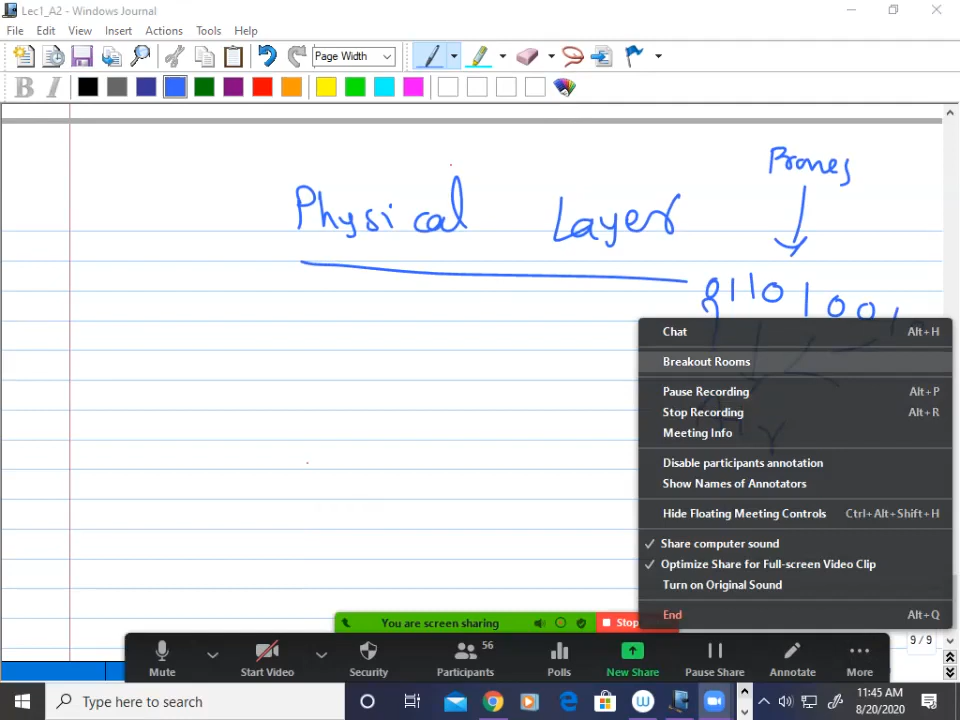 Lec1_A2 - Windows Journal
File Edit View Insert Actions Tools Help
Page Width
B I
Physical Layer
01101001
Chat Alt+H
Breakout Rooms
Pause Recording Alt+P
Stop Recording Alt+R
Meeting Info
Disable participants annotation
Show Names of Annotators
Hide Floating Meeting Controls Ctrl+Alt+Shift+H
Share computer sound
Optimize Share for Full-screen Video Clip
Turn on Original Sound
End Alt+Q
You are screen sharing Stop
9 / 9
Mute Start Video Security Participants 56 Polls New Share Pause Share Annotate More
Type here to search
11:45 AM
8/20/2020